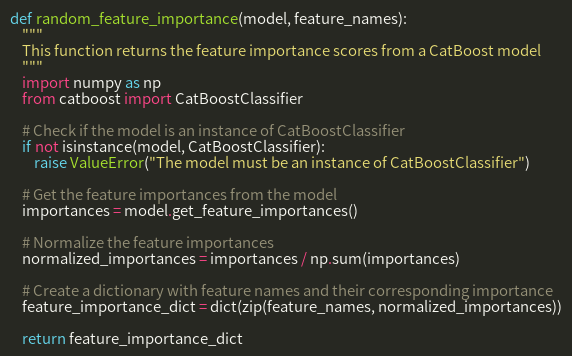 def random_feature_importance(model, feature_names):
    """
    This function returns the feature importance scores from a CatBoost model
    """
    import numpy as np
    from catboost import CatBoostClassifier

    # Check if the model is an instance of CatBoostClassifier
    if not isinstance(model, CatBoostClassifier):
        raise ValueError("The model must be an instance of CatBoostClassifier")

    # Get the feature importances from the model
    importances = model.get_feature_importances()

    # Normalize the feature importances
    normalized_importances = importances / np.sum(importances)

    # Create a dictionary with feature names and their corresponding importance
    feature_importance_dict = dict(zip(feature_names, normalized_importances))

    return feature_importance_dict